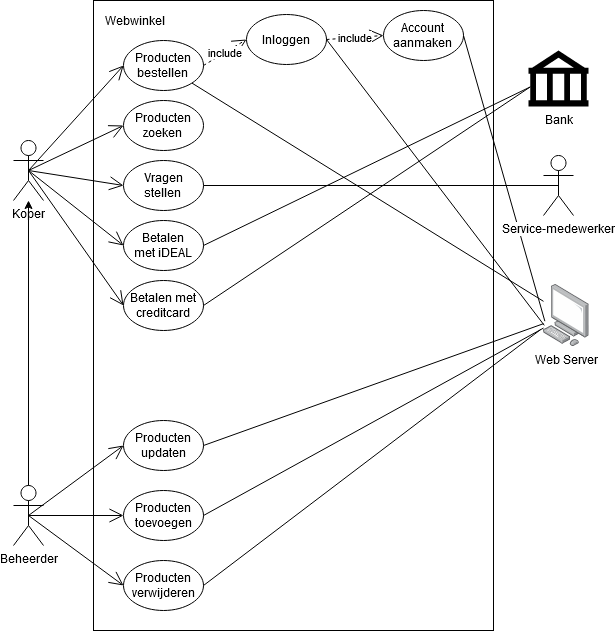 Webwinkel
Producten
bestellen
include
Inloggen
include
Account
aanmaken
Producten
zoeken
Bank
Vragen
stellen
Kober
Service-medewerker
Betalen
met iDEAL
Betalen met
creditcard
Web Server
Producten
updaten
Producten
toevoegen
Beheerder
Producten
verwijderen